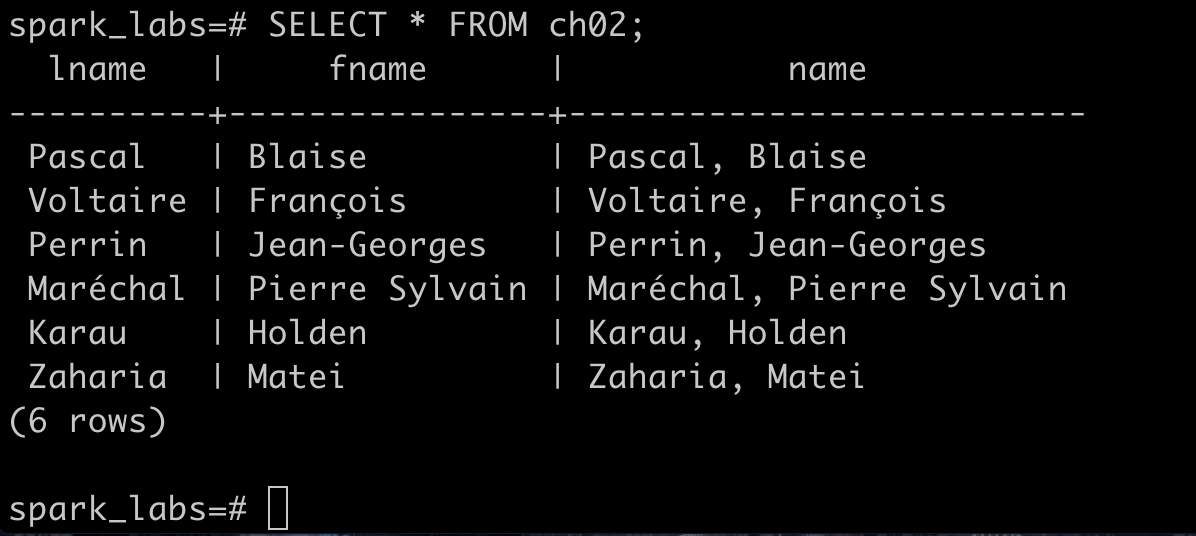 spark_labs=# SELECT * FROM ch02;
  lname   |     fname      |           name
----------+----------------+--------------------------
 Pascal   | Blaise         | Pascal, Blaise
 Voltaire | François       | Voltaire, François
 Perrin   | Jean-Georges   | Perrin, Jean-Georges
 Maréchal | Pierre Sylvain | Maréchal, Pierre Sylvain
 Karau    | Holden         | Karau, Holden
 Zaharia  | Matei          | Zaharia, Matei
(6 rows)

spark_labs=#